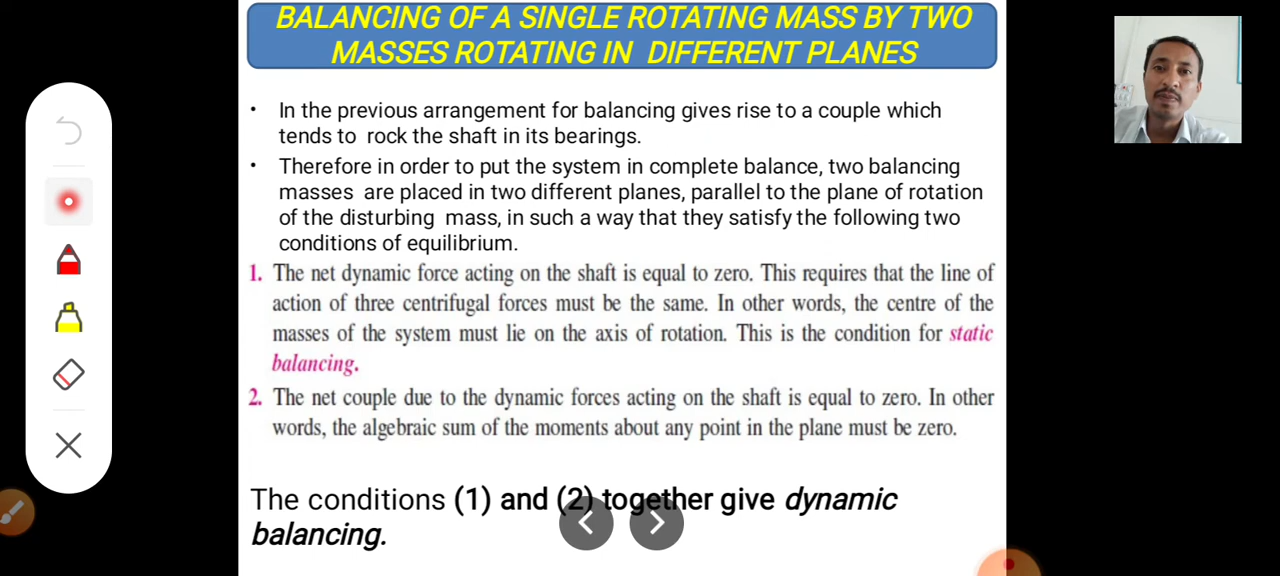 BALANCING OF A SINGLE ROTATING MASS BY TWO
MASSES ROTATING IN DIFFERENT PLANES
• In the previous arrangement for balancing gives rise to a couple which
tends to rock the shaft in its bearings.
• Therefore in order to put the system in complete balance, two balancing
masses are placed in two different planes, parallel to the plane of rotation
of the disturbing mass, in such a way that they satisfy the following two
conditions of equilibrium.
1. The net dynamic force acting on the shaft is equal to zero. This requires that the line of
action of three centrifugal forces must be the same. In other words, the centre of the
masses of the system must lie on the axis of rotation. This is the condition for static
balancing.
2. The net couple due to the dynamic forces acting on the shaft is equal to zero. In other
words, the algebraic sum of the moments about any point in the plane must be zero.
The conditions (1) and (2) together give dynamic
balancing.